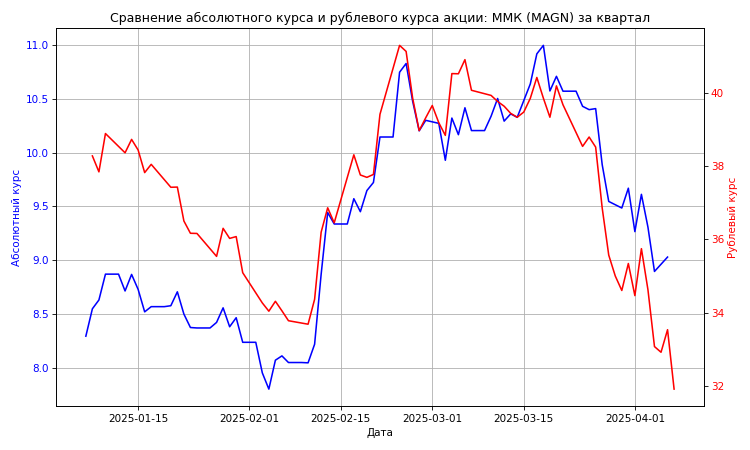 Сравнение абсолютного курса и рублевого курса акции: ММК (MAGN) за квартал
11.0
10.5
10.0
9.5
9.0
8.5
8.0
Абсолютный курс
40
38
36
34
32
Рублевый курс
2025-01-15 2025-02-01 2025-02-15 2025-03-01 2025-03-15 2025-04-01
Дата